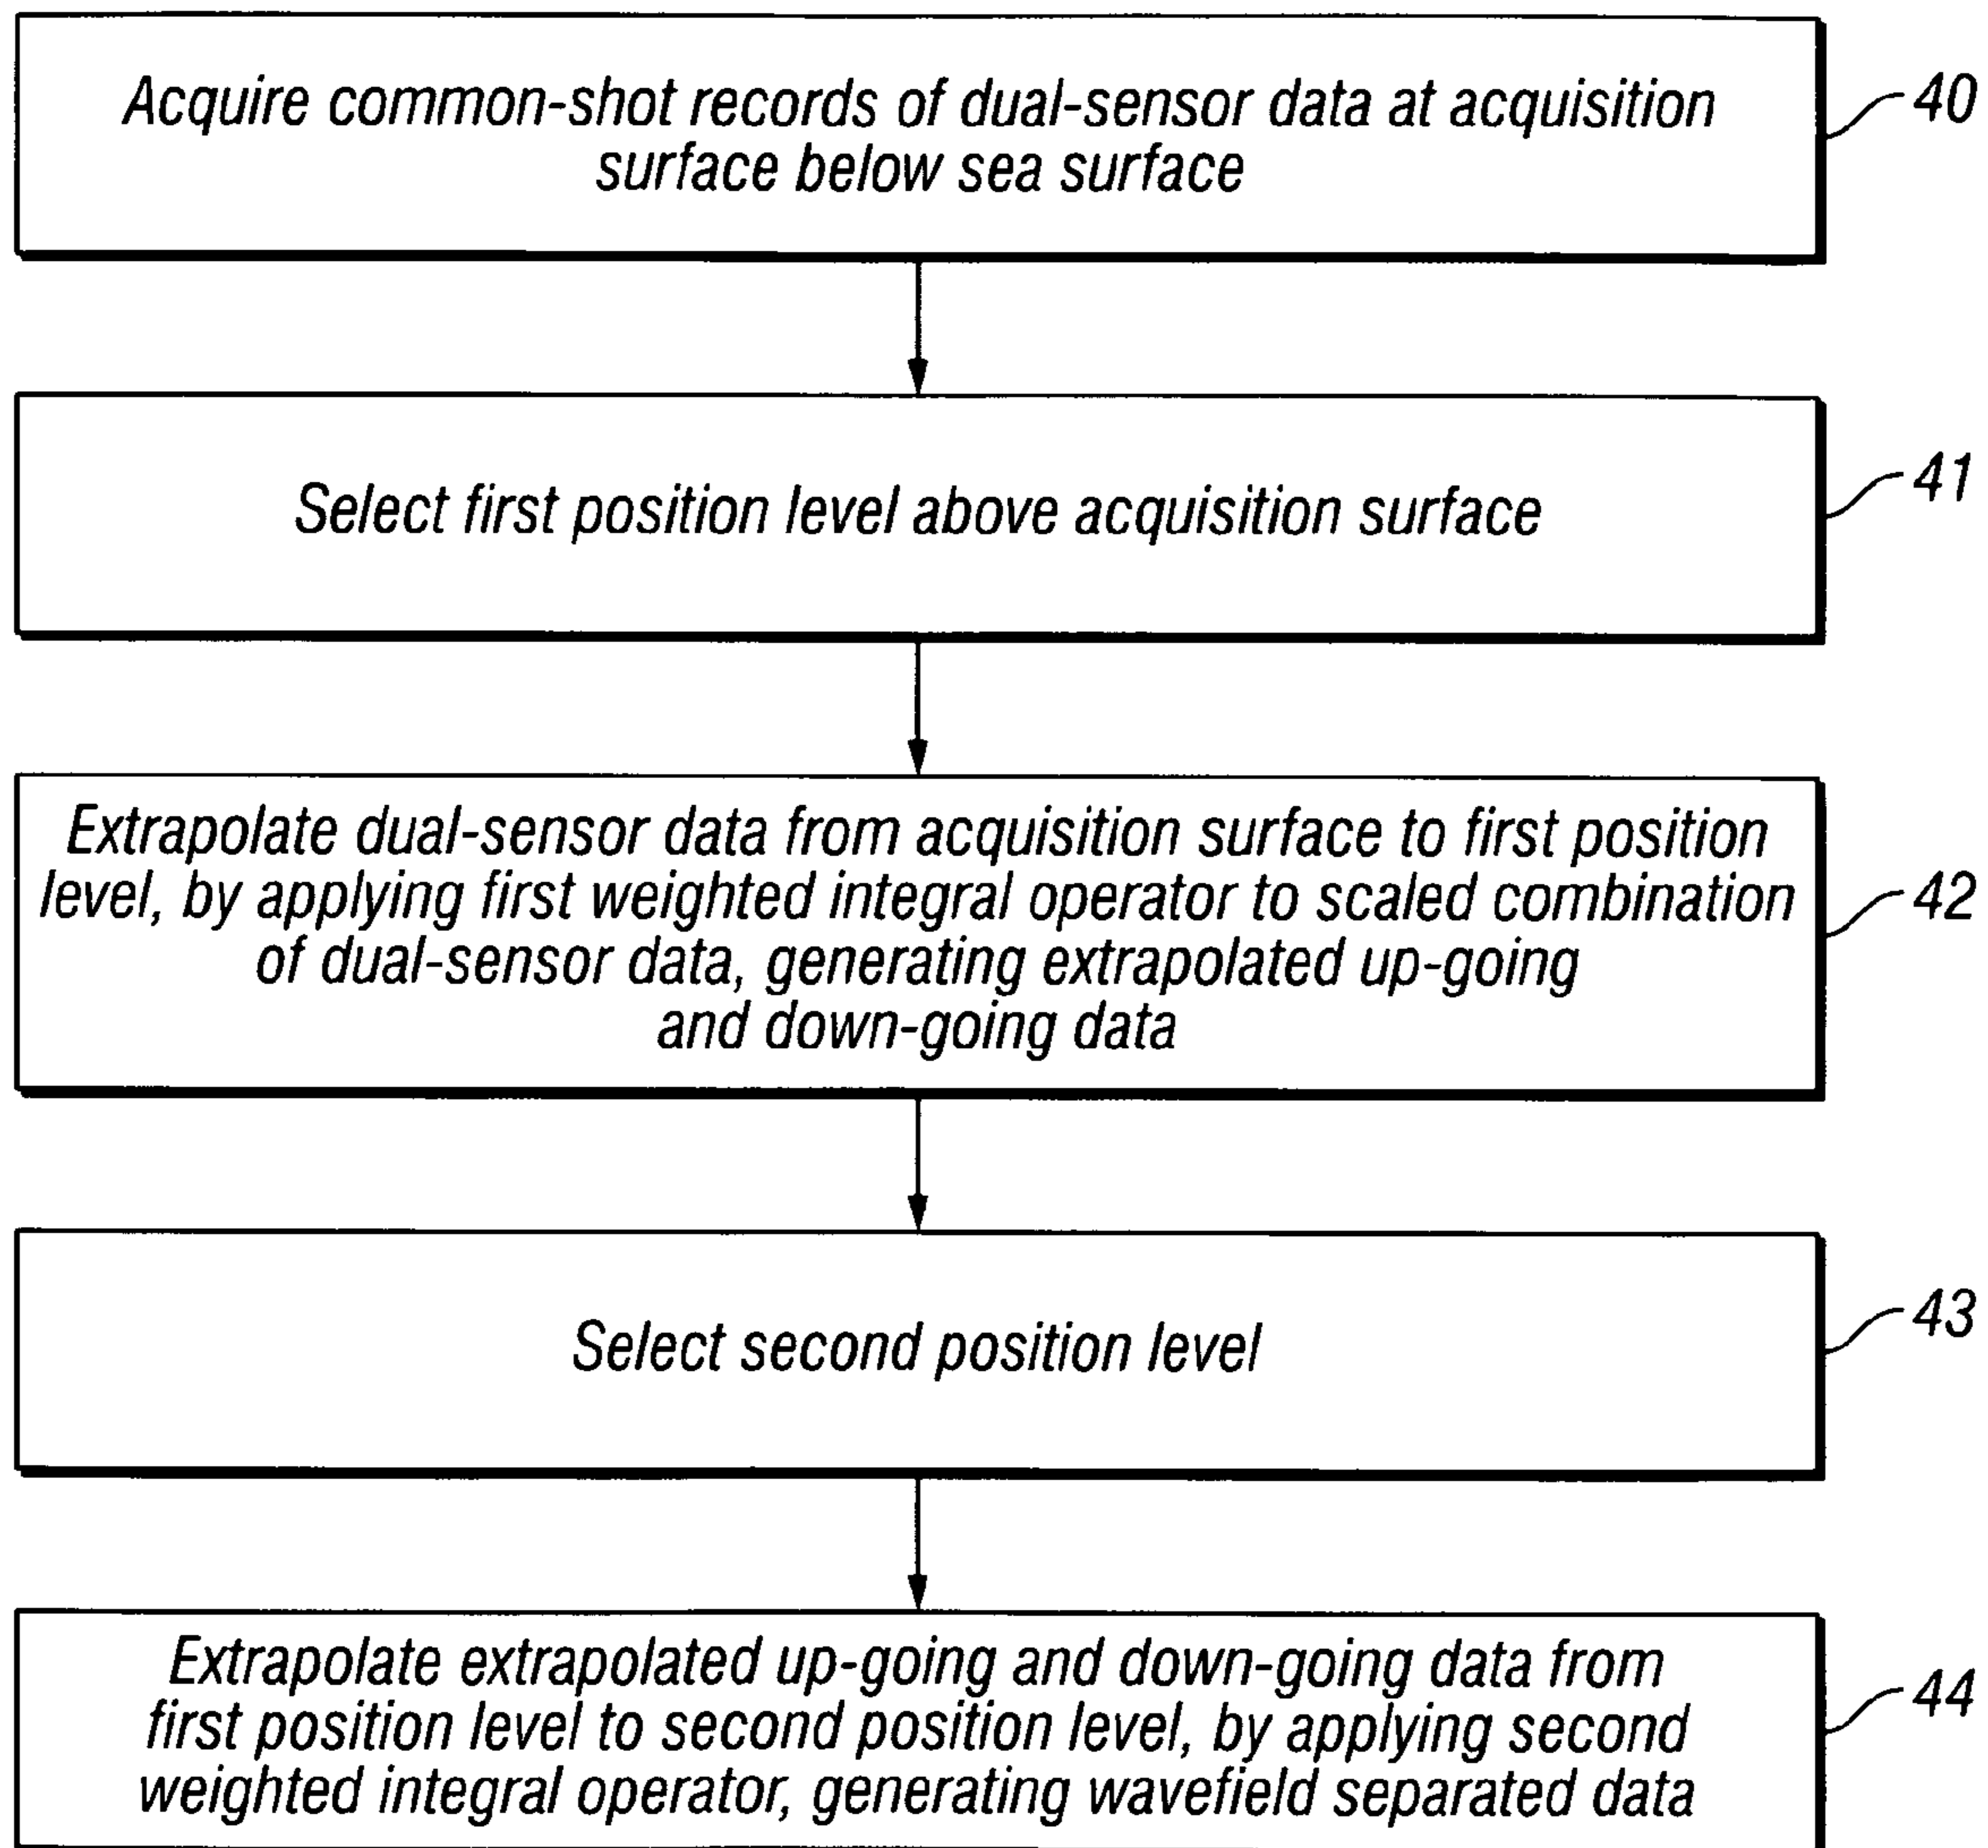 Acquire common-shot records of dual-sensor data at acquisition
surface below sea surface
40
Select first position level above acquisition surface
41
Extrapolate dual-sensor data from acquisition surface to first position
level, by applying first weighted integral operator to scaled combination
of dual-sensor data, generating extrapolated up-going
and down-going data
42
Select second position level
43
Extrapolate extrapolated up-going and down-going data from
first position level to second position level, by applying second
weighted integral operator, generating wavefield separated data
44